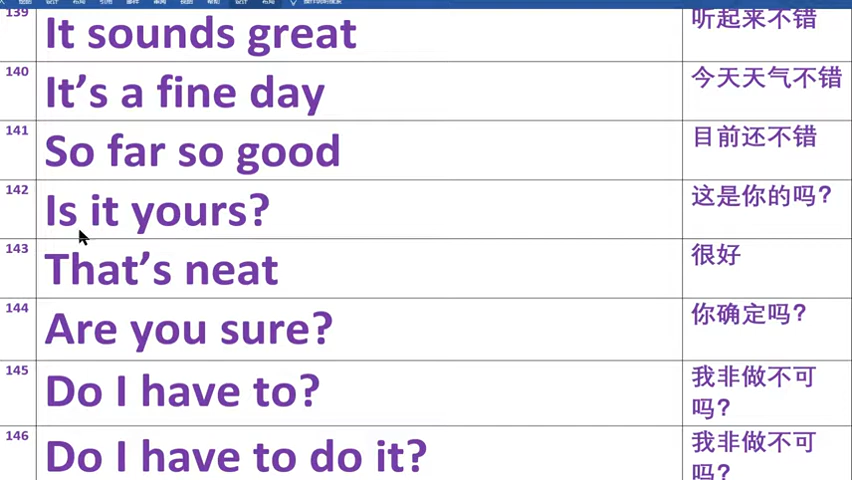 139
It sounds great
听起来不错
140
It’s a fine day
今天天气不错
141
So far so good
目前还不错
142
Is it yours?
这是你的吗？
143
That’s neat
很好
144
Are you sure?
你确定吗？
145
Do I have to?
我非做不可
吗？
146
Do I have to do it?
我非做不可
吗？